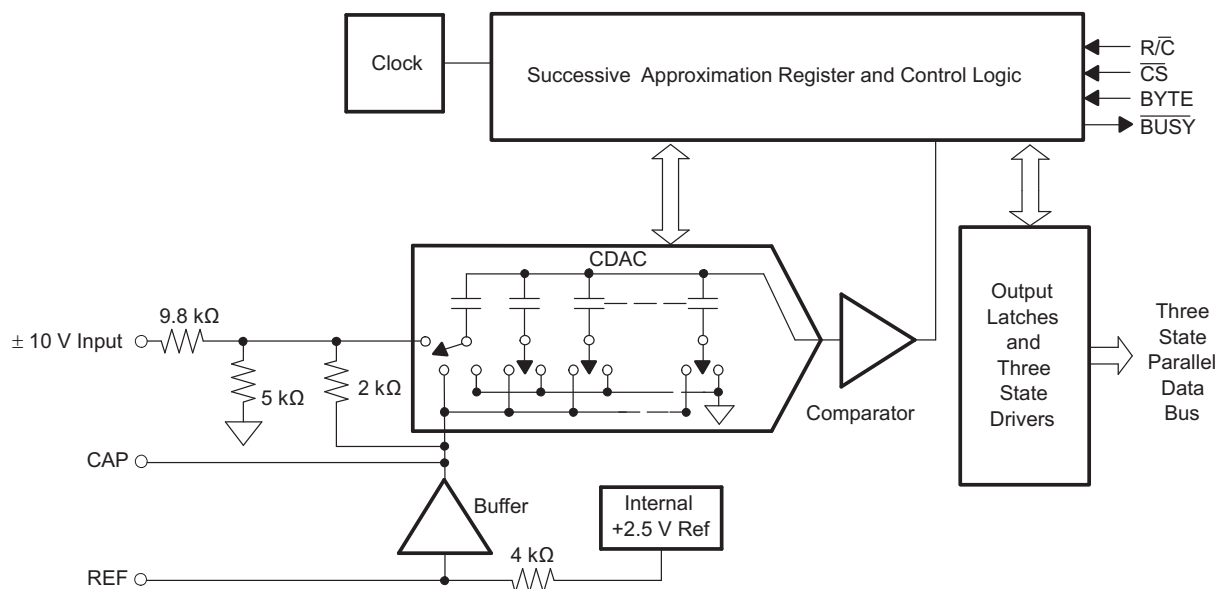 Clock
Successive Approximation Register and Control Logic
R/C̅
C̅S̅
BYTE
B̅U̅S̅Y̅
CDAC
± 10 V Input
9.8 kΩ
5 kΩ
2 kΩ
Comparator
Output
Latches
and
Three
State
Drivers
Three
State
Parallel
Data
Bus
CAP
Buffer
Internal
+2.5 V Ref
4 kΩ
REF